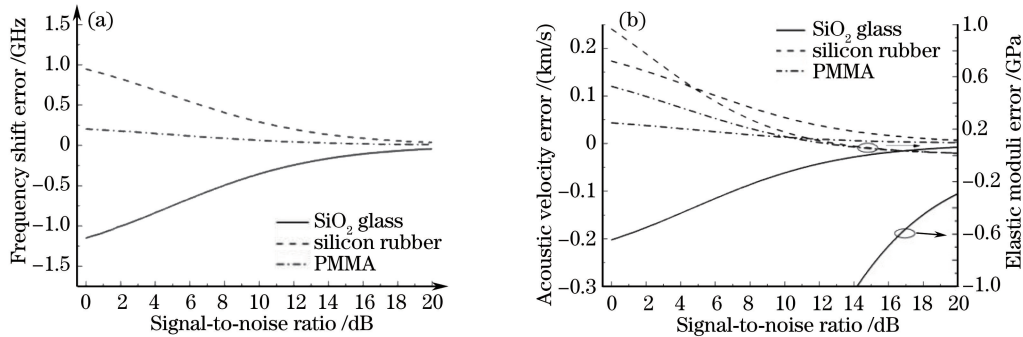 (a)
Frequency shift error /GHz
1.5
1.0
0.5
0
−0.5
−1.0
−1.5
SiO₂ glass
silicon rubber
PMMA
0 2 4 6 8 10 12 14 16 18 20
Signal-to-noise ratio /dB
(b)
Acoustic velocity error /(km/s)
0.2
0.1
0
−0.1
−0.2
−0.3
SiO₂ glass
silicon rubber
PMMA
1.0
0.6
0.2
−0.2
−0.6
−1.0
Elastic moduli error /GPa
0 2 4 6 8 10 12 14 16 18 20
Signal-to-noise ratio /dB